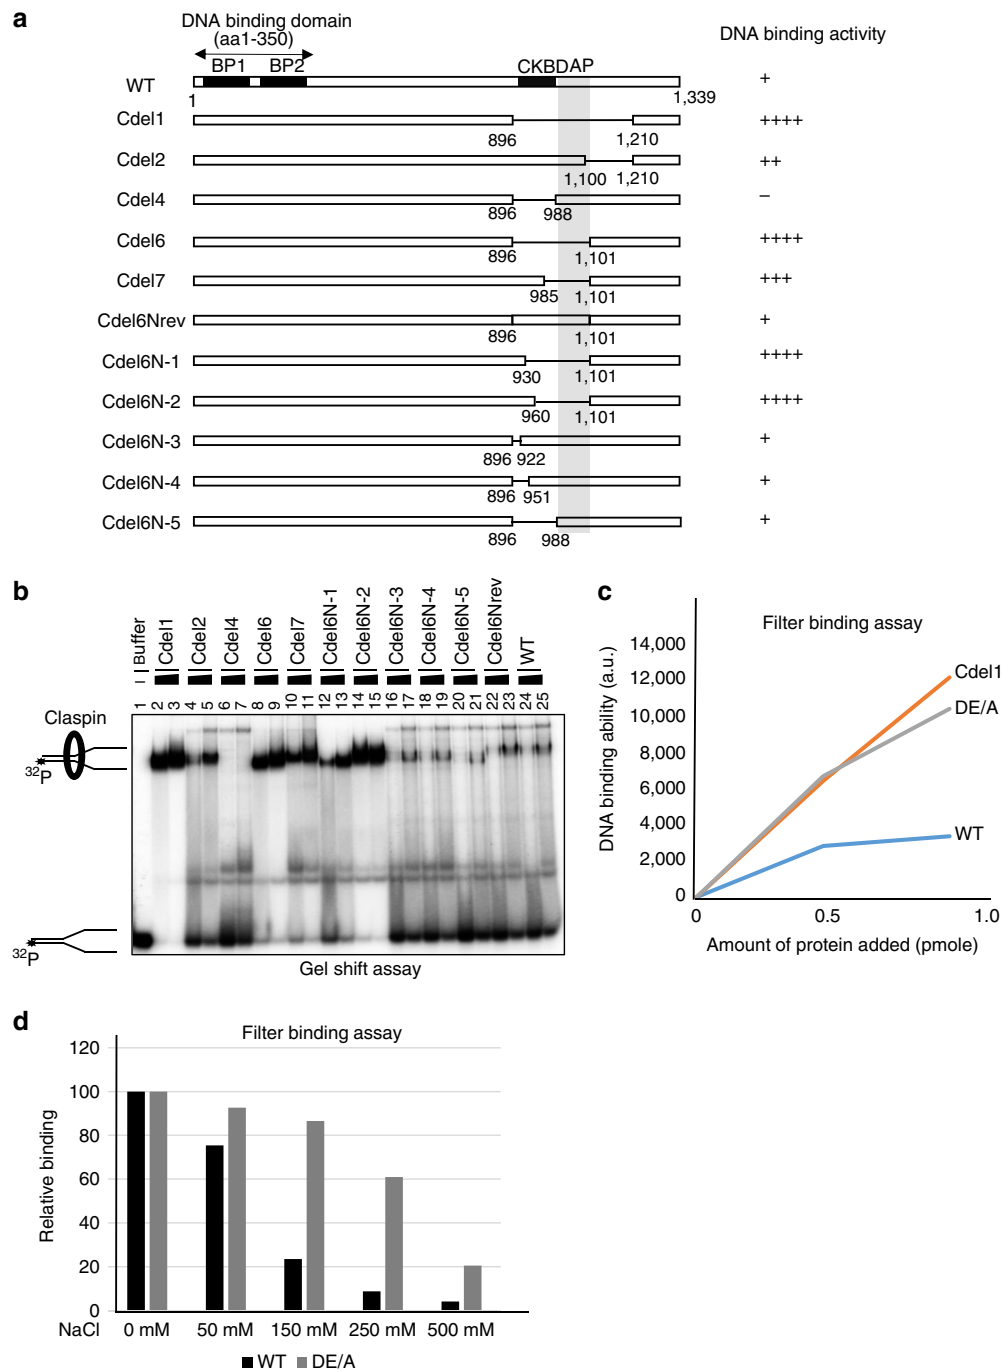 a
DNA binding domain
(aa1-350)
DNA binding activity
BP1 BP2 CKBD AP
WT +
1 1,339
Cdel1 ++++
896 1,210
Cdel2 ++
1,100 1,210
Cdel4 –
896 988
Cdel6 ++++
896 1,101
Cdel7 +++
985 1,101
Cdel6Nrev +
896 1,101
Cdel6N-1 ++++
930 1,101
Cdel6N-2 ++++
960 1,101
Cdel6N-3 +
896 922
Cdel6N-4 +
896 951
Cdel6N-5 +
896 988
b
Buffer Cdel1 Cdel2 Cdel4 Cdel6 Cdel7 Cdel6N-1 Cdel6N-2 Cdel6N-3 Cdel6N-4 Cdel6N-5 Cdel6Nrev WT
1 2 3 4 5 6 7 8 9 10 11 12 13 14 15 16 17 18 19 20 21 22 23 24 25
Claspin
32P
32P
Gel shift assay
c
Filter binding assay
DNA binding ability (a.u.)
14,000
12,000
10,000
8,000
6,000
4,000
2,000
0
Cdel1
DE/A
WT
0 0.5 1.0
Amount of protein added (pmole)
d
Filter binding assay
Relative binding
120
100
80
60
40
20
0
NaCl 0 mM 50 mM 150 mM 250 mM 500 mM
WT DE/A